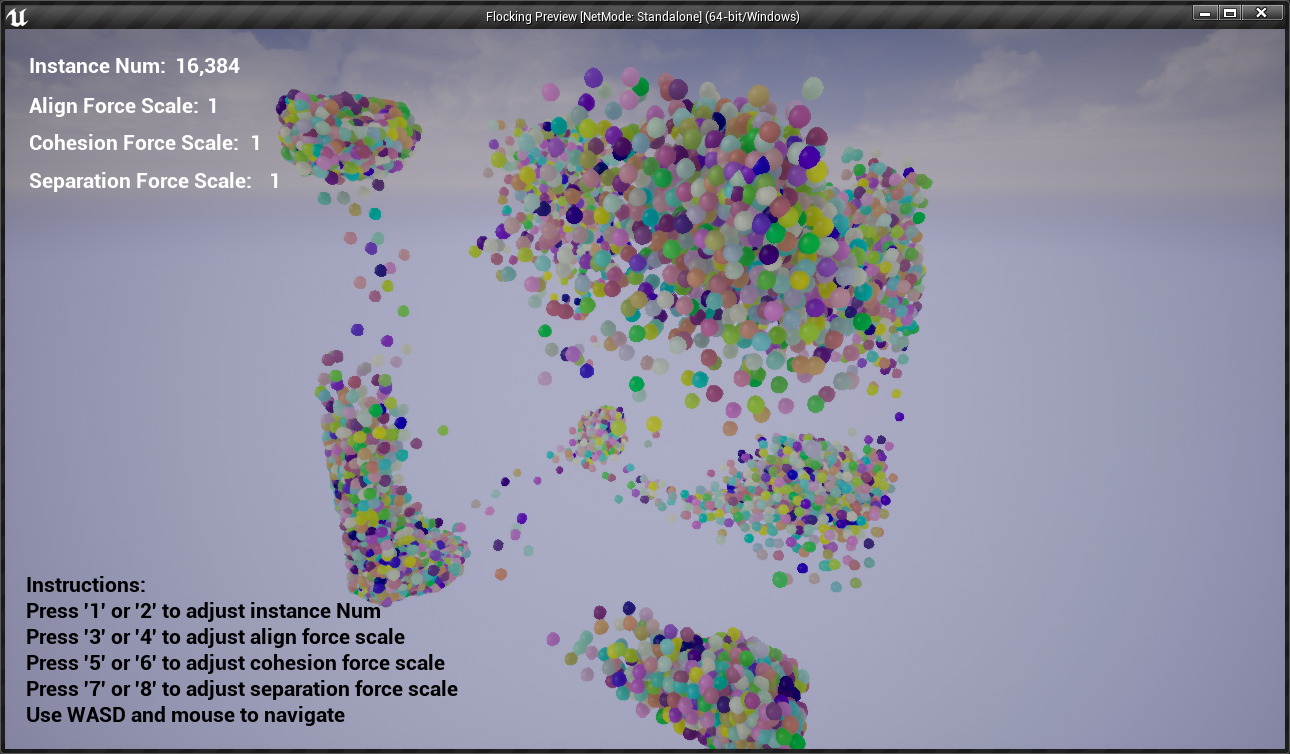 Flocking Preview [NetMode: Standalone] (64-bit/Windows)
Instance Num: 16,384
Align Force Scale: 1
Cohesion Force Scale: 1
Separation Force Scale: 1
Instructions:
Press '1' or '2' to adjust instance Num
Press '3' or '4' to adjust align force scale
Press '5' or '6' to adjust cohesion force scale
Press '7' or '8' to adjust separation force scale
Use WASD and mouse to navigate